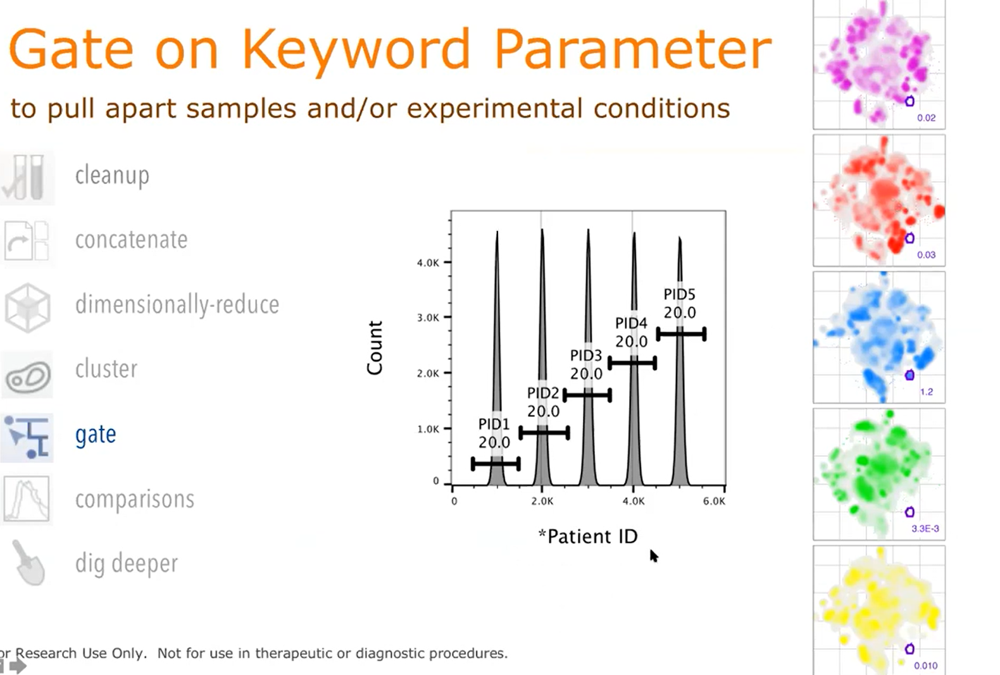 Gate on Keyword Parameter
to pull apart samples and/or experimental conditions
cleanup
concatenate
dimensionally-reduce
cluster
gate
comparisons
dig deeper
Count
4.0K
3.0K
2.0K
1.0K
0
PID1
20.0
PID2
20.0
PID3
20.0
PID4
20.0
PID5
20.0
0 2.0K 4.0K 6.0K
*Patient ID
0.02
0.03
1.2
3.3E-3
0.010
or Research Use Only. Not for use in therapeutic or diagnostic procedures.